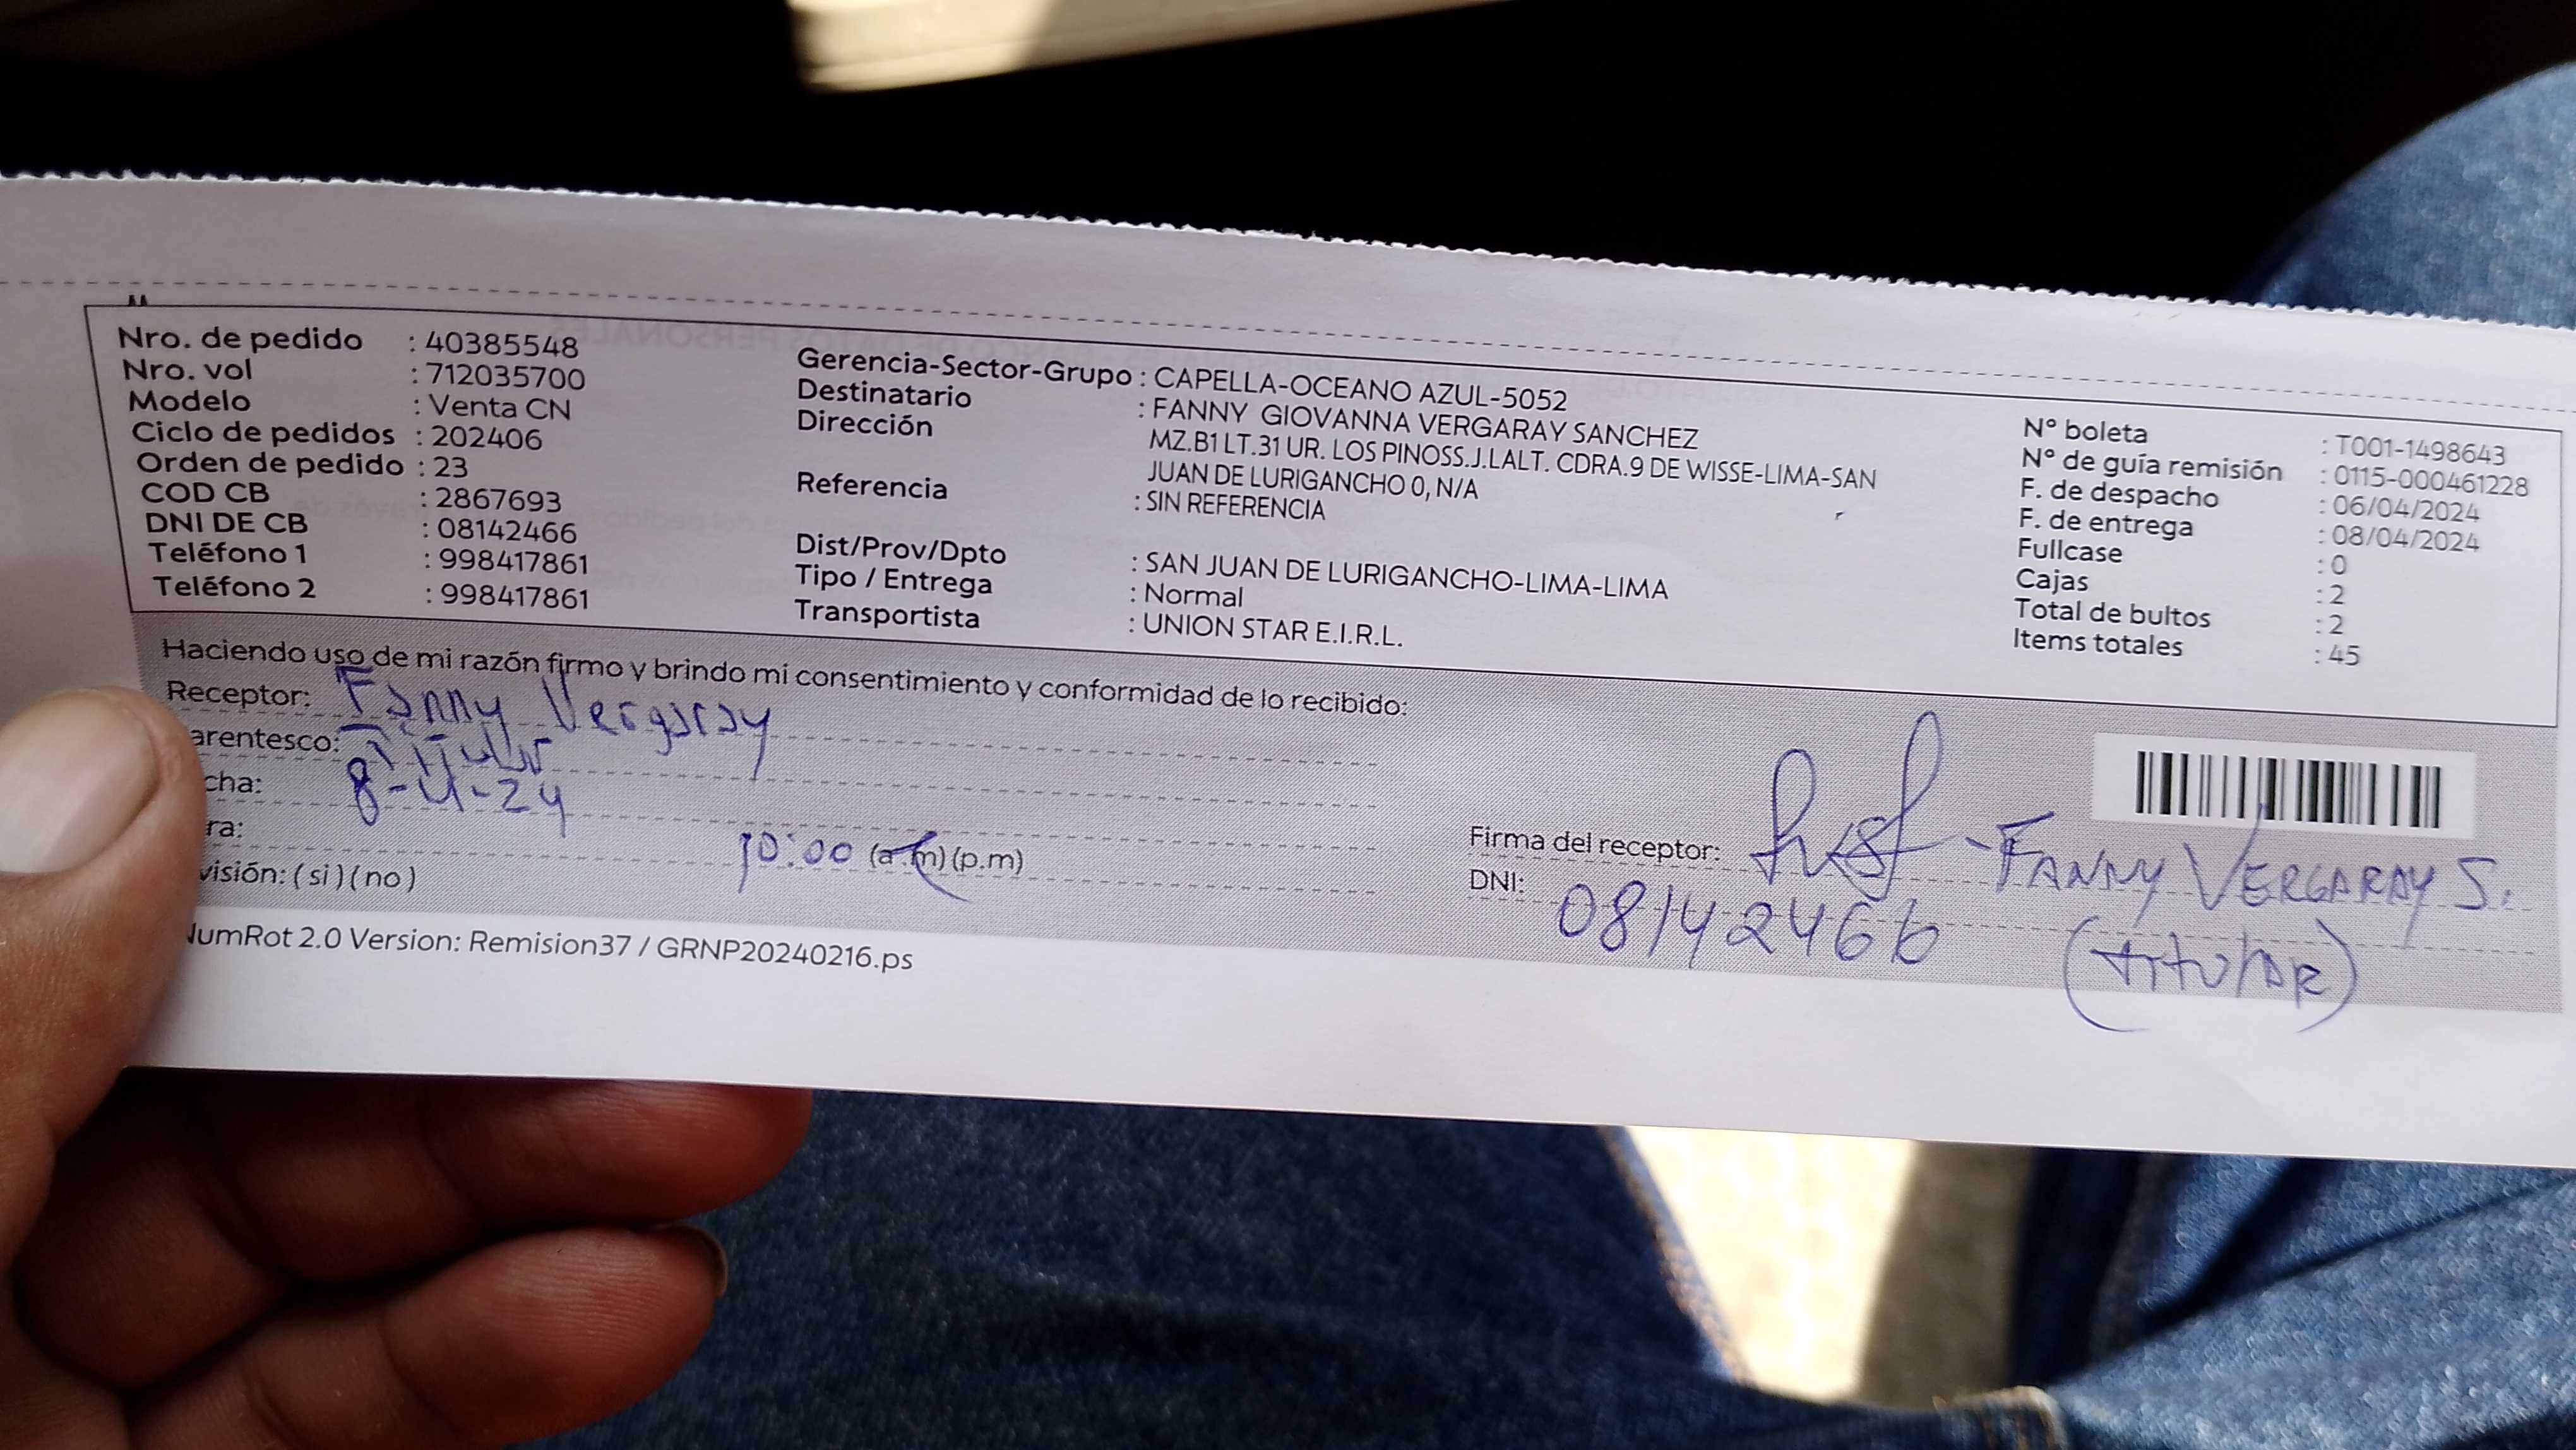 Nro. de pedido : 40385548
Nro. vol : 712035700
Modelo : Venta CN
Ciclo de pedidos : 202406
Orden de pedido : 23
COD CB : 2867693
DNI DE CB : 08142466
Teléfono 1 : 998417861
Teléfono 2 : 998417861
Gerencia-Sector-Grupo : CAPELLA-OCEANO AZUL-5052
Destinatario : FANNY GIOVANNA VERGARAY SANCHEZ
Dirección MZ.B1 LT.31 UR. LOS PINOSS.J.LALT. CDRA.9 DE WISSE-LIMA-SAN
JUAN DE LURIGANCHO 0, N/A
Referencia : SIN REFERENCIA
Dist/Prov/Dpto : SAN JUAN DE LURIGANCHO-LIMA-LIMA
Tipo / Entrega : Normal
Transportista : UNION STAR E.I.R.L.
N° boleta : T001-1498643
N° de guía remisión : 0115-000461228
F. de despacho : 06/04/2024
F. de entrega : 08/04/2024
Fullcase : 0
Cajas : 2
Total de bultos : 2
Items totales : 45
Haciendo uso de mi razón firmo y brindo mi consentimiento y conformidad de lo recibido:
Receptor: Fanny Vergaray
arentesco: Titular
cha: 8-4-24
ra: 10:00 (a.m) (p.m)
visión: ( si ) ( no )
Firma del receptor: - FANNY VERGARAY S.
DNI: 08142466 (titular)
NumRot 2.0 Version: Remision37 / GRNP20240216.ps